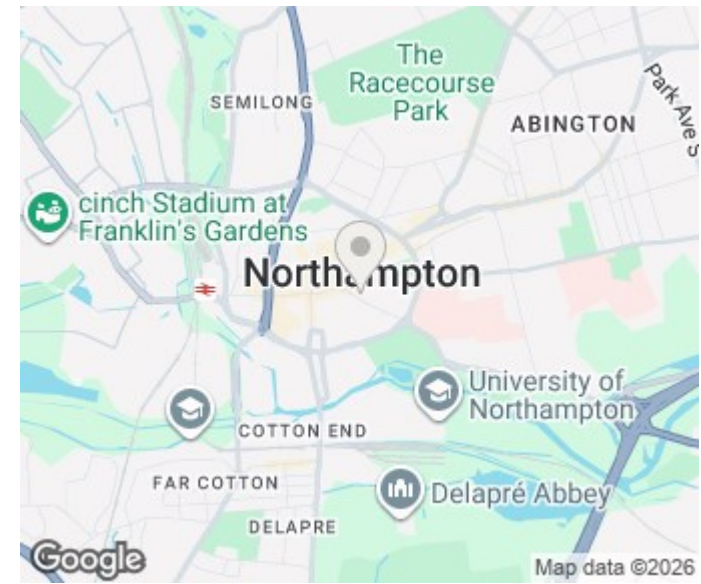 The
Racecourse
Park
Park Ave S
SEMILONG
ABINGTON
cinch Stadium at
Franklin's Gardens
Northampton
University of
Northampton
COTTON END
FAR COTTON
Delapré Abbey
DELAPRE
Google
Map data ©2026